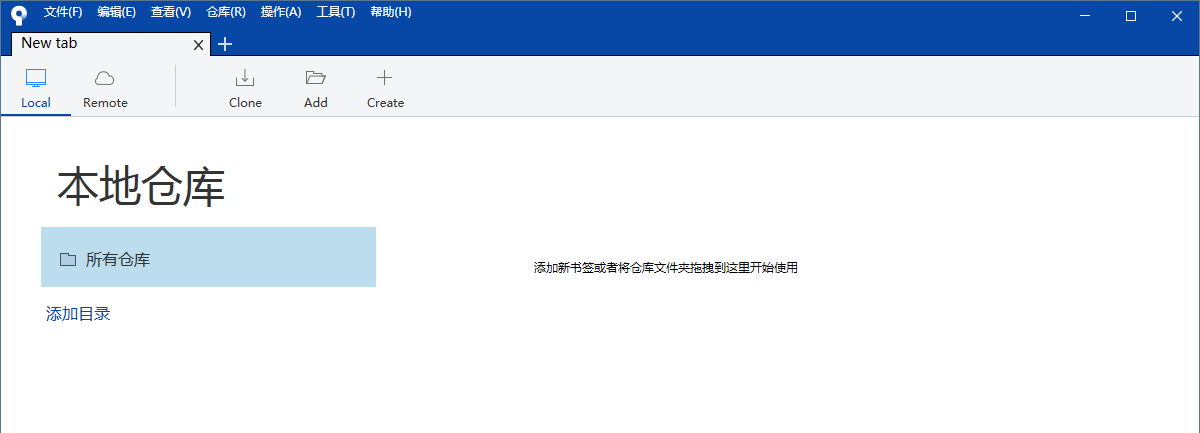 文件(F) 编辑(E) 查看(V) 仓库(R) 操作(A) 工具(T) 帮助(H)
New tab
Local Remote Clone Add Create
本地仓库
所有仓库
添加新书签或者将仓库文件夹拖拽到这里开始使用
添加目录